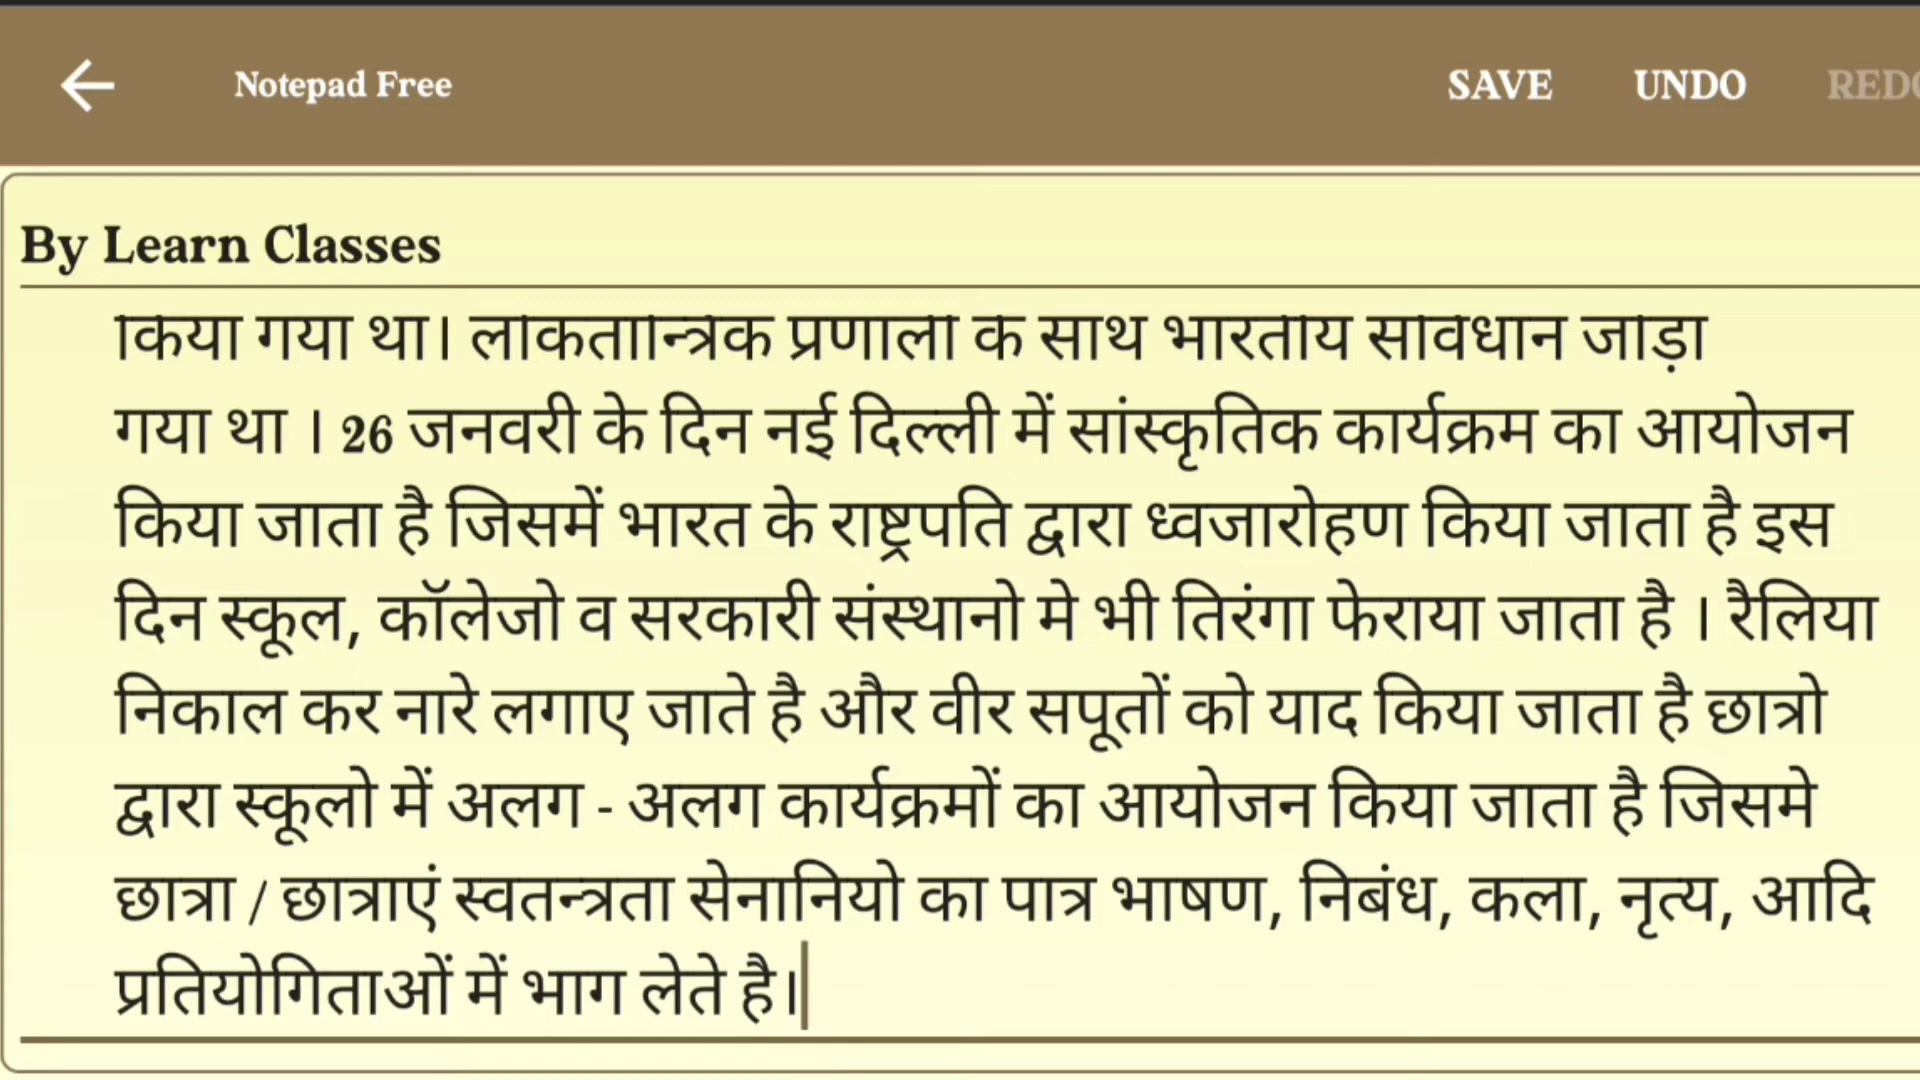 Notepad Free SAVE UNDO
By Learn Classes
किया गया था। लोकतान्त्रिक प्रणाली के साथ भारतीय संविधान जोड़ा
गया था । 26 जनवरी के दिन नई दिल्ली में सांस्कृतिक कार्यक्रम का आयोजन
किया जाता है जिसमें भारत के राष्ट्रपति द्वारा ध्वजारोहण किया जाता है इस
दिन स्कूल, कॉलेजो व सरकारी संस्थानो मे भी तिरंगा फेराया जाता है । रैलिया
निकाल कर नारे लगाए जाते है और वीर सपूतों को याद किया जाता है छात्रो
द्वारा स्कूलो में अलग - अलग कार्यक्रमों का आयोजन किया जाता है जिसमे
छात्रा / छात्राएं स्वतन्त्रता सेनानियो का पात्र भाषण, निबंध, कला, नृत्य, आदि
प्रतियोगिताओं में भाग लेते है।